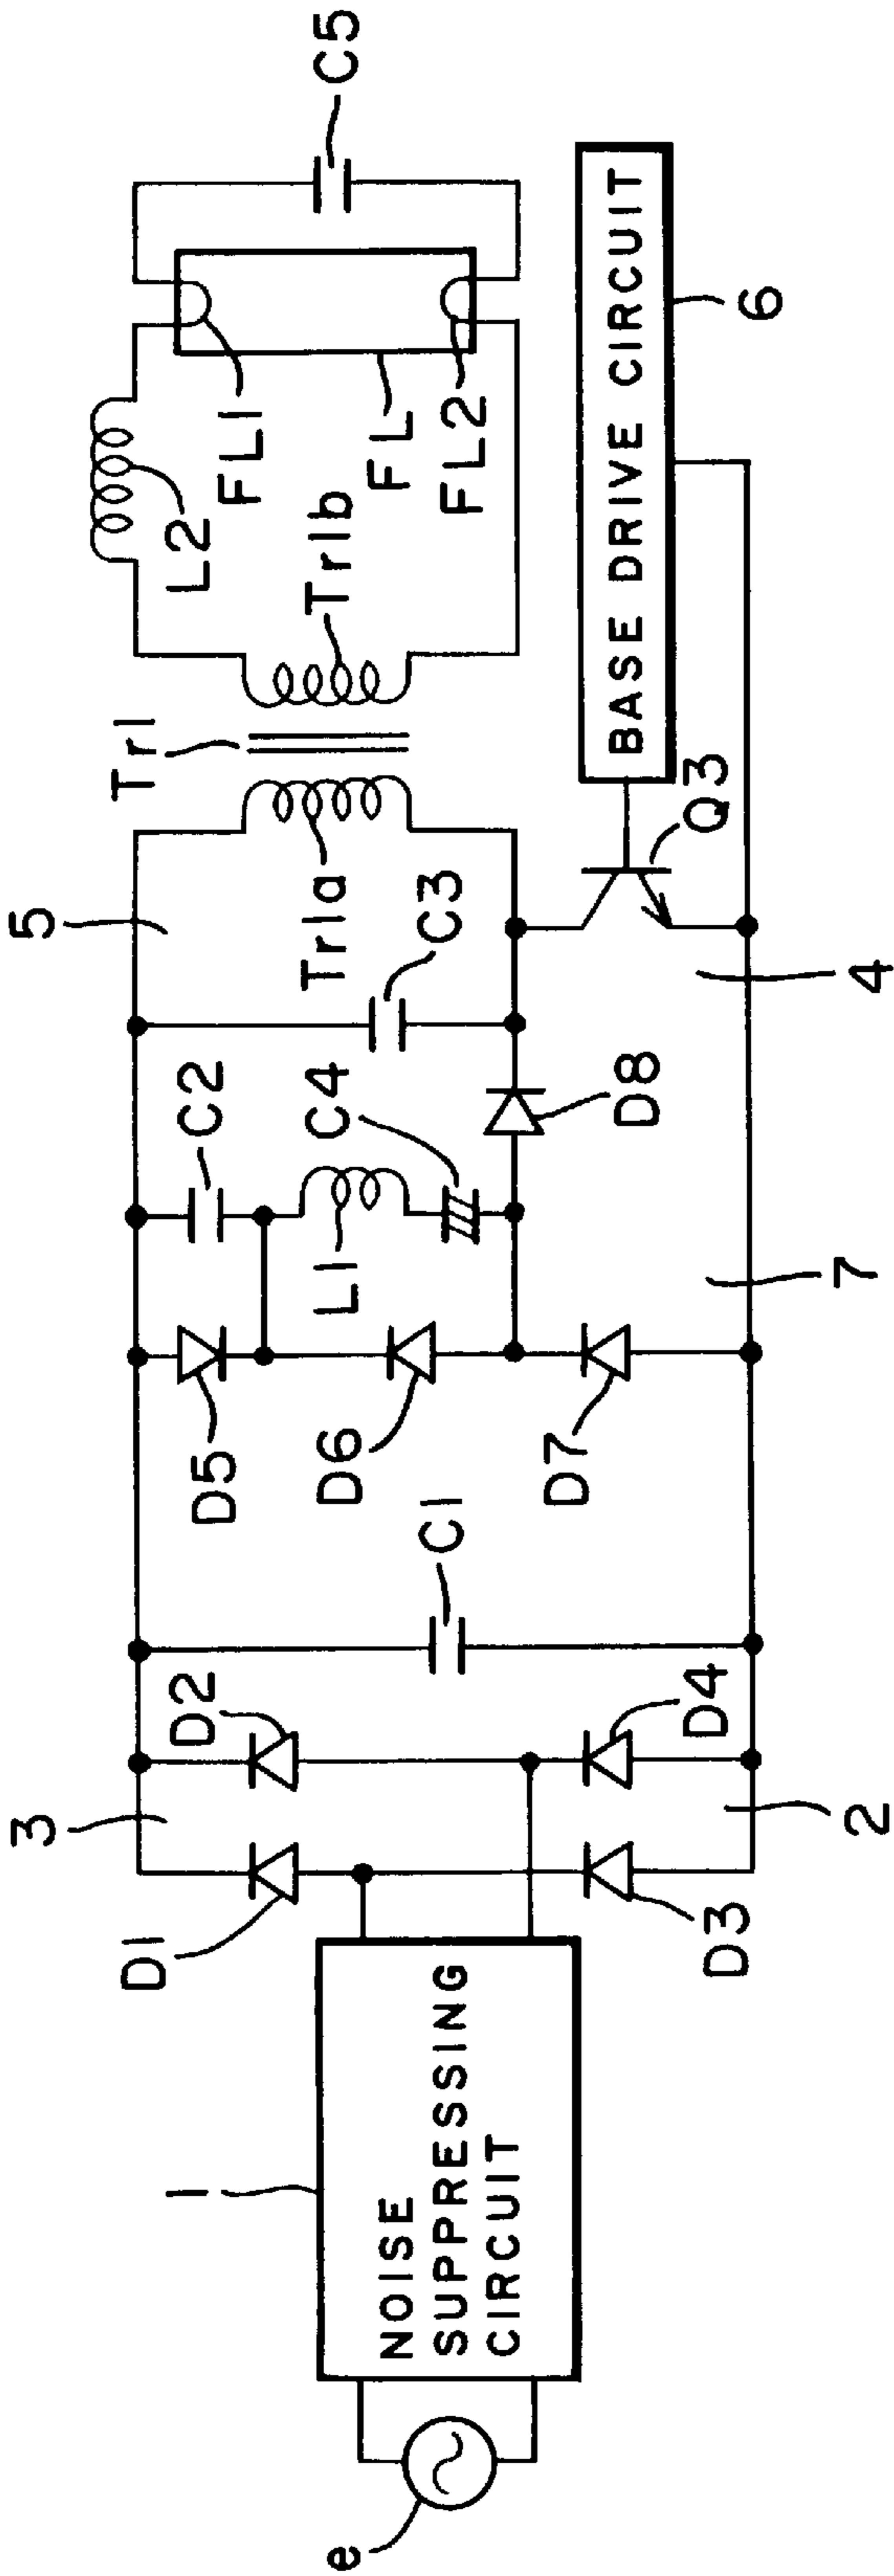 e
1
NOISE
SUPPRESSING
CIRCUIT
3
D1
D2
D3
D4
2
C1
D5
D6
D7
7
C2
L1
C4
D8
C3
5
Tr1
Tr1a
Tr1b
L2
FL1
FL
FL2
C5
Q3
4
BASE DRIVE CIRCUIT
6